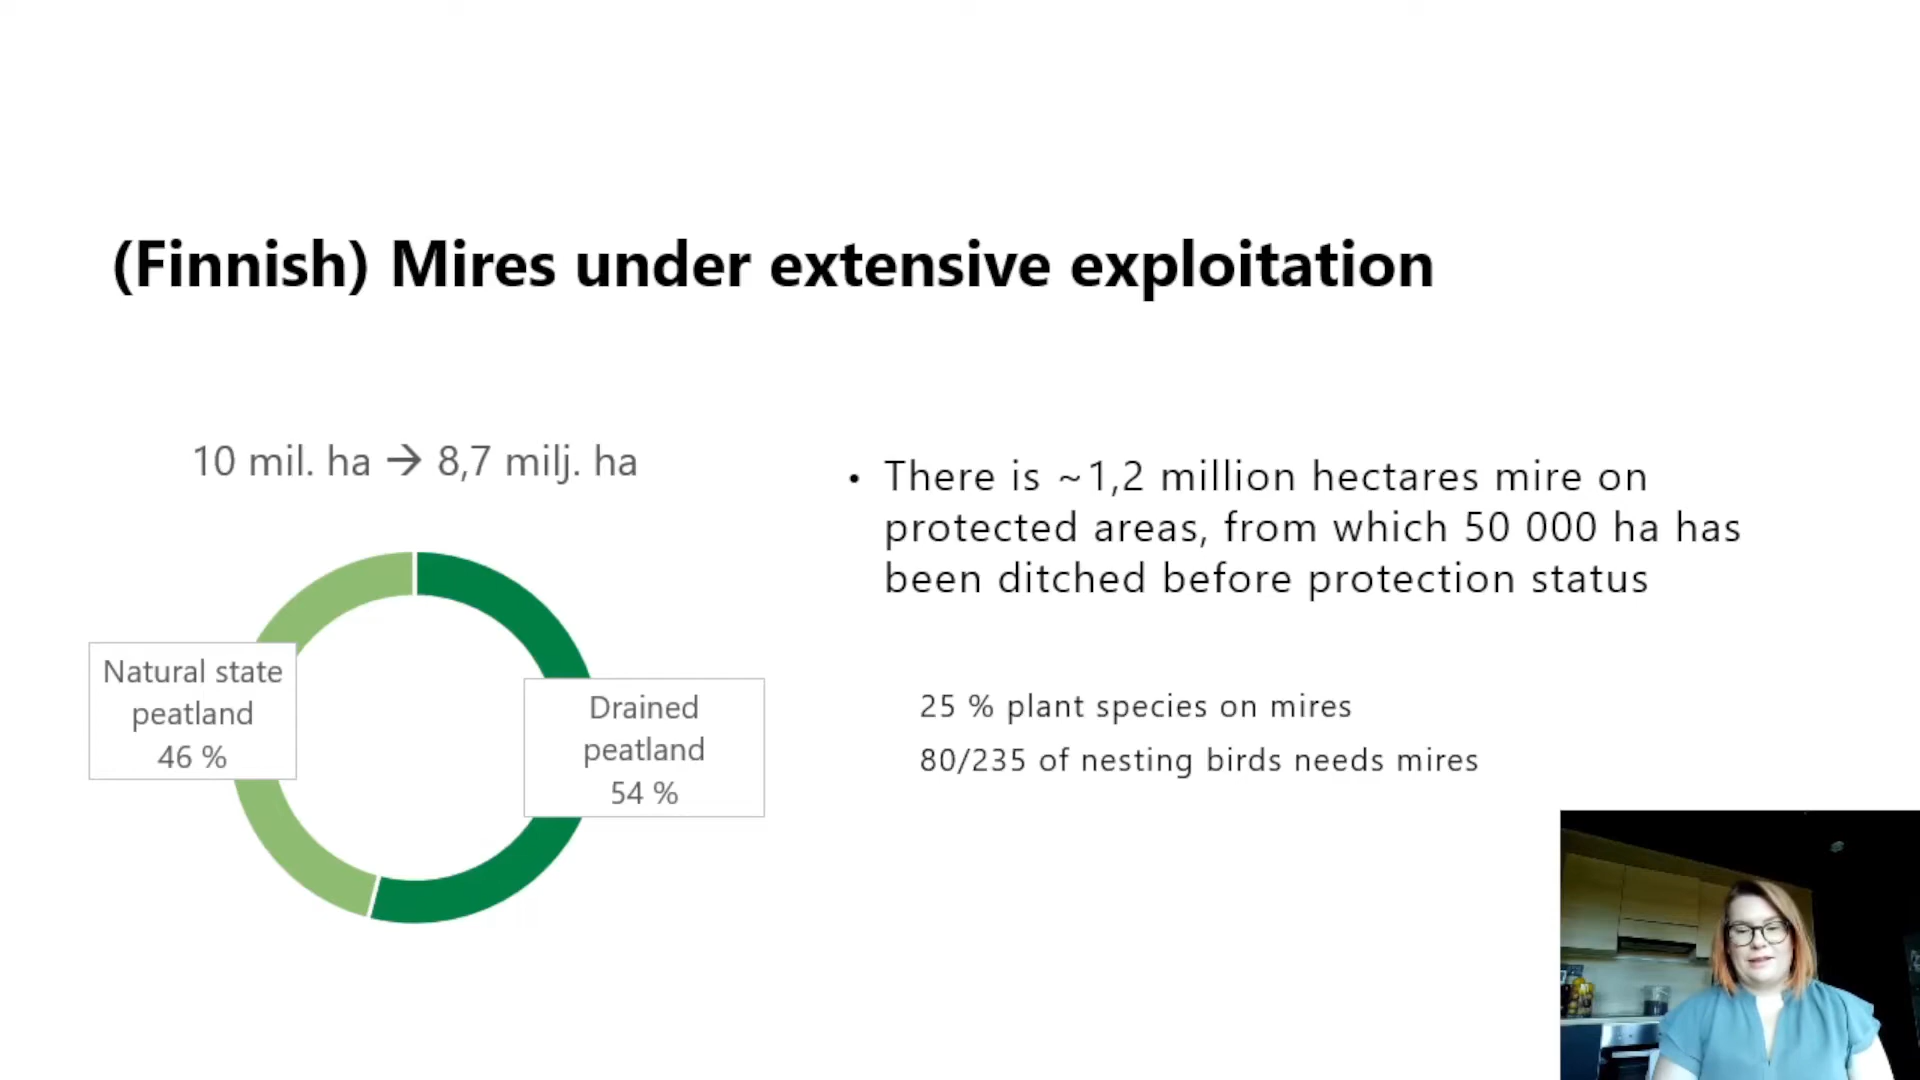 (Finnish) Mires under extensive exploitation
10 mil. ha → 8,7 milj. ha
Natural state
peatland
46 %
Drained
peatland
54 %
• There is ~1,2 million hectares mire on
protected areas, from which 50 000 ha has
been ditched before protection status
25 % plant species on mires
80/235 of nesting birds needs mires